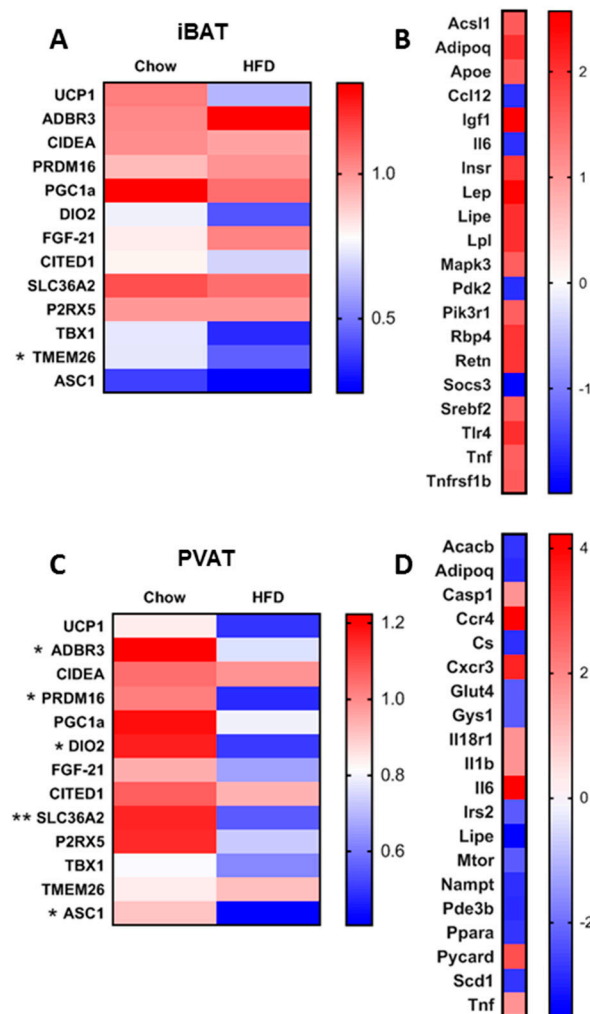 A
iBAT
Chow HFD
UCP1
ADBR3
CIDEA
PRDM16
PGC1a
DIO2
FGF-21
CITED1
SLC36A2
P2RX5
TBX1
* TMEM26
ASC1
1.0
0.5
B
Acsl1
Adipoq
Apoe
Ccl12
Igf1
Il6
Insr
Lep
Lipe
Lpl
Mapk3
Pdk2
Pik3r1
Rbp4
Retn
Socs3
Srebf2
Tlr4
Tnf
Tnfrsf1b
2
1
0
-1
C
PVAT
Chow HFD
UCP1
* ADBR3
CIDEA
* PRDM16
PGC1a
* DIO2
FGF-21
CITED1
** SLC36A2
P2RX5
TBX1
TMEM26
* ASC1
1.2
1.0
0.8
0.6
D
Acacb
Adipoq
Casp1
Ccr4
Cs
Cxcr3
Glut4
Gys1
Il18r1
Il1b
Il6
Irs2
Lipe
Mtor
Nampt
Pde3b
Ppara
Pycard
Scd1
Tnf
4
2
0
-2